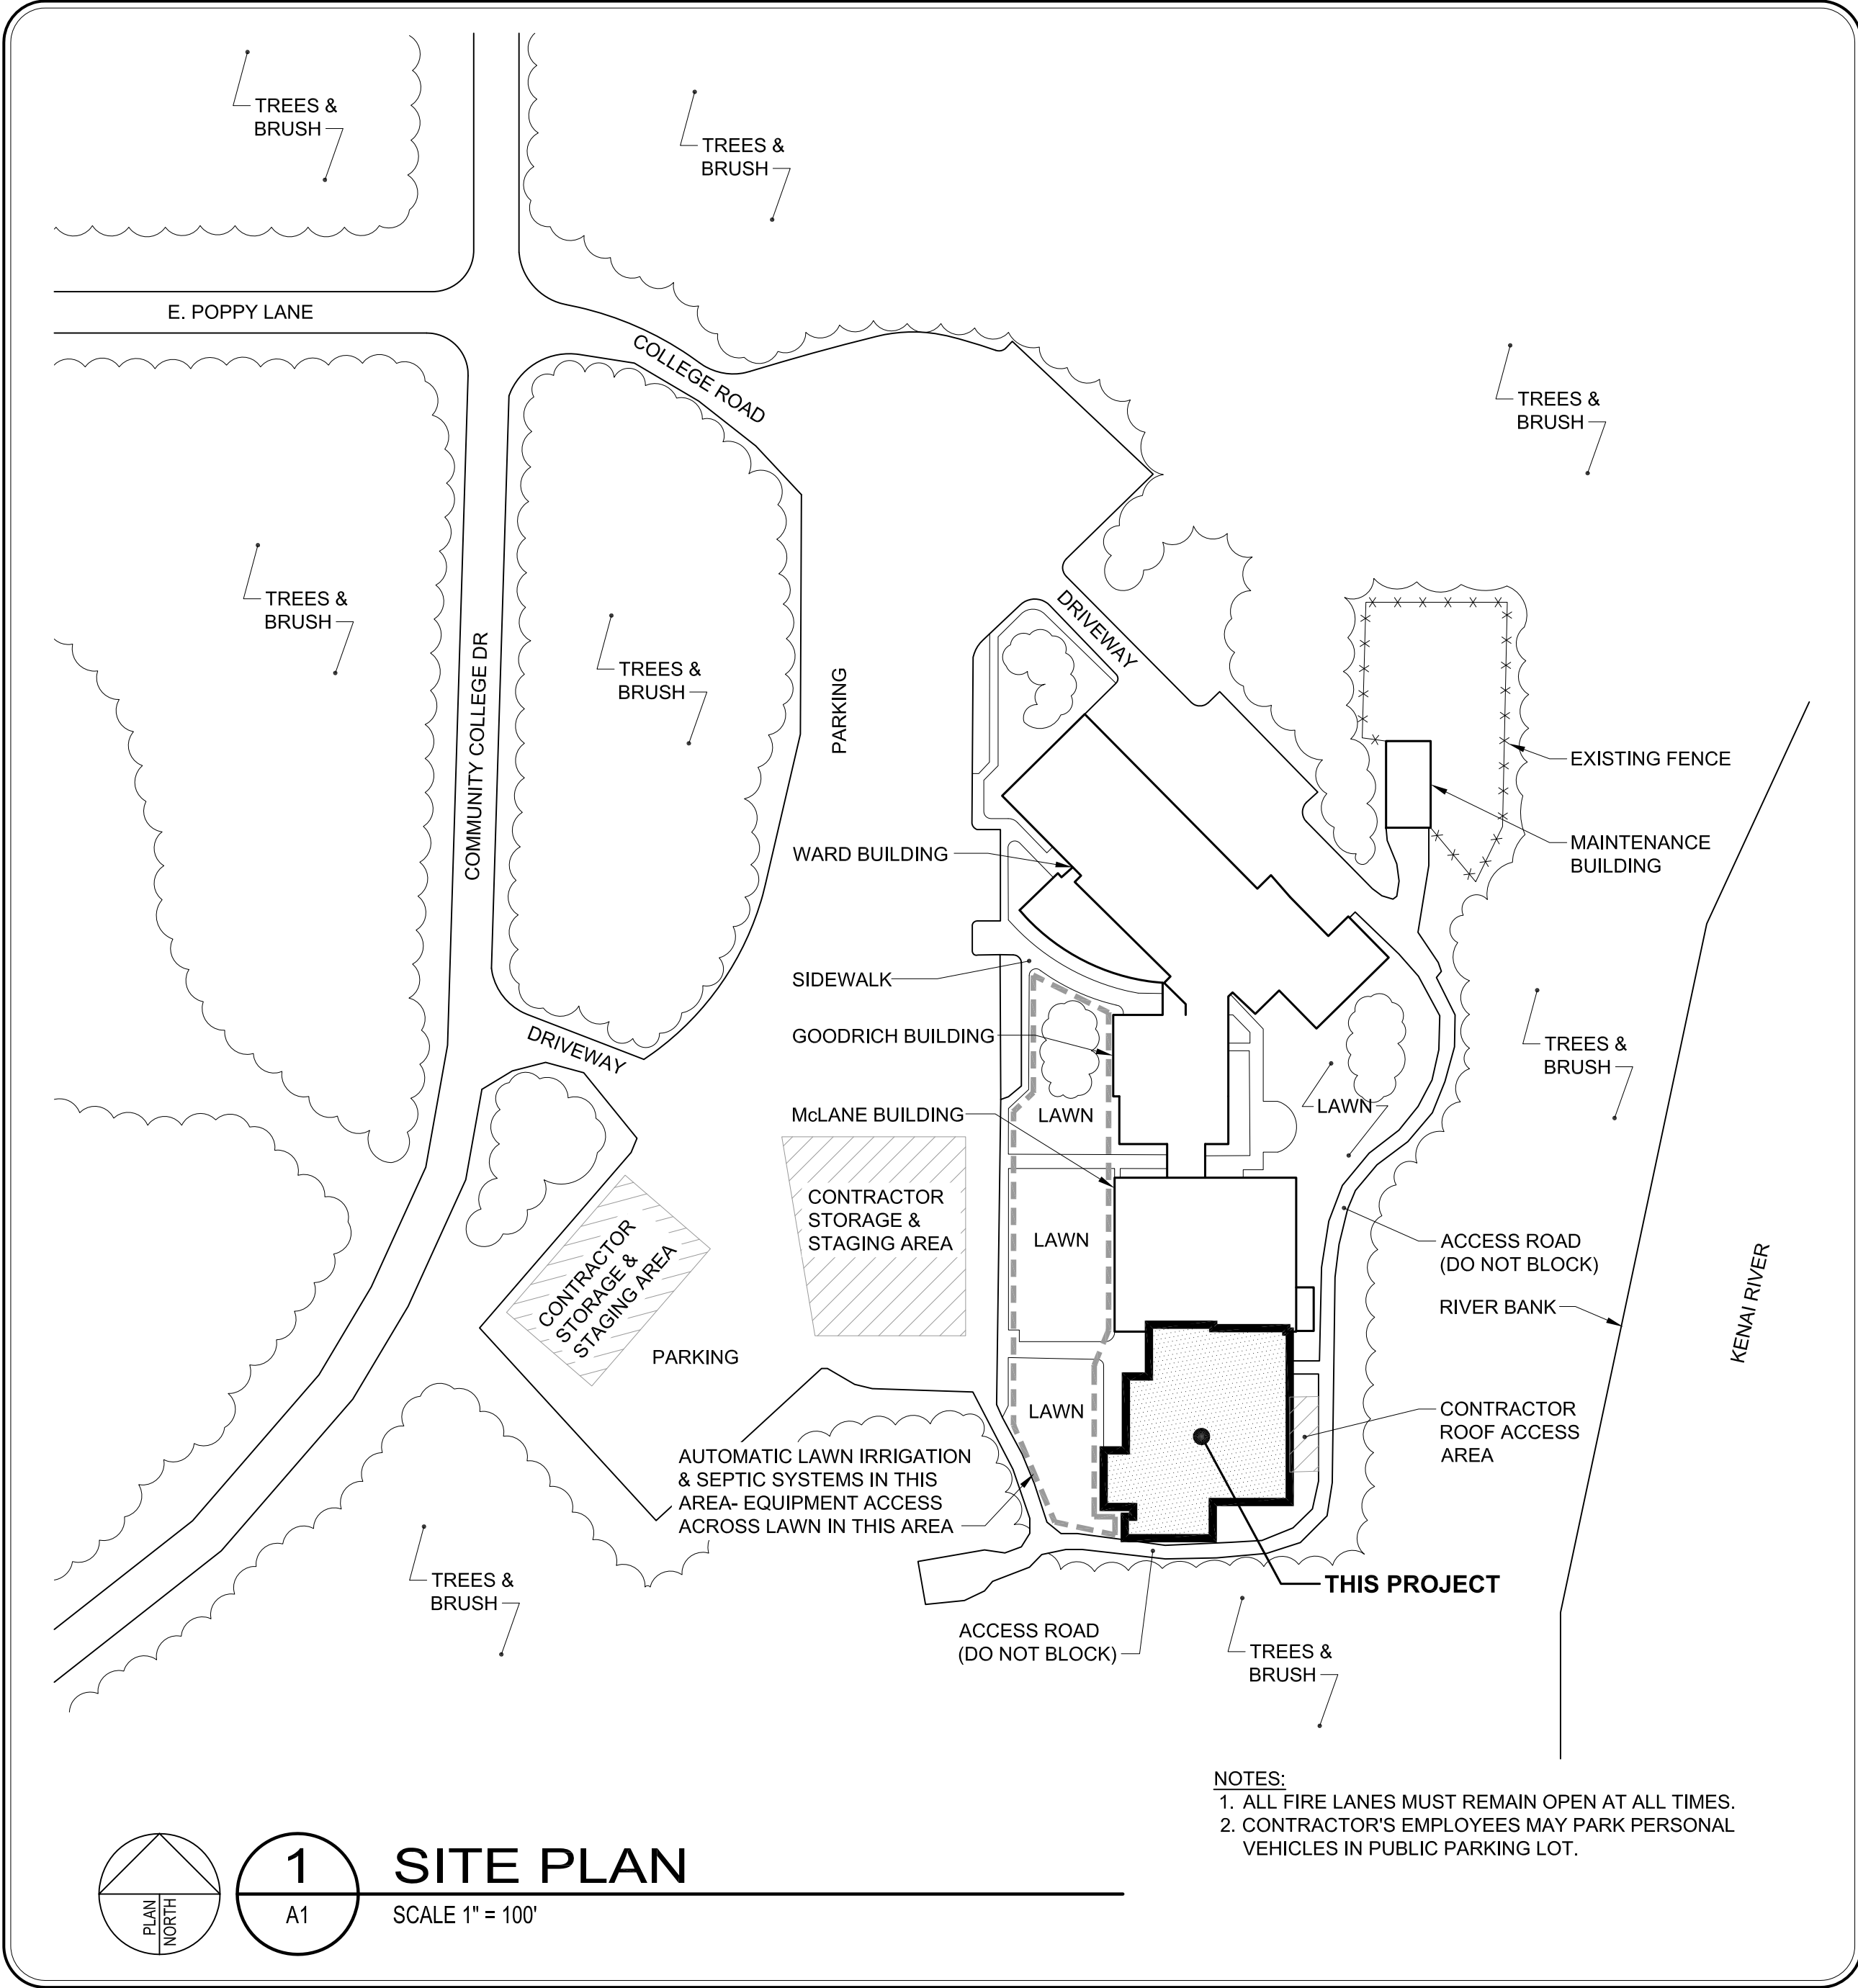 TREES &
BRUSH
TREES &
BRUSH
E. POPPY LANE
COLLEGE ROAD
TREES &
BRUSH
TREES &
BRUSH
COMMUNITY COLLEGE DR
TREES &
BRUSH
PARKING
DRIVEWAY
EXISTING FENCE
MAINTENANCE
BUILDING
WARD BUILDING
SIDEWALK
GOODRICH BUILDING
McLANE BUILDING
DRIVEWAY
LAWN
LAWN
TREES &
BRUSH
CONTRACTOR
STORAGE &
STAGING AREA
CONTRACTOR
STORAGE &
STAGING AREA
LAWN
ACCESS ROAD
(DO NOT BLOCK)
RIVER BANK
KENAI RIVER
PARKING
LAWN
CONTRACTOR
ROOF ACCESS
AREA
AUTOMATIC LAWN IRRIGATION
& SEPTIC SYSTEMS IN THIS
AREA- EQUIPMENT ACCESS
ACROSS LAWN IN THIS AREA
TREES &
BRUSH
THIS PROJECT
ACCESS ROAD
(DO NOT BLOCK)
TREES &
BRUSH
NOTES:
1. ALL FIRE LANES MUST REMAIN OPEN AT ALL TIMES.
2. CONTRACTOR'S EMPLOYEES MAY PARK PERSONAL
VEHICLES IN PUBLIC PARKING LOT.
PLAN
NORTH
1
A1
SITE PLAN
SCALE 1" = 100'